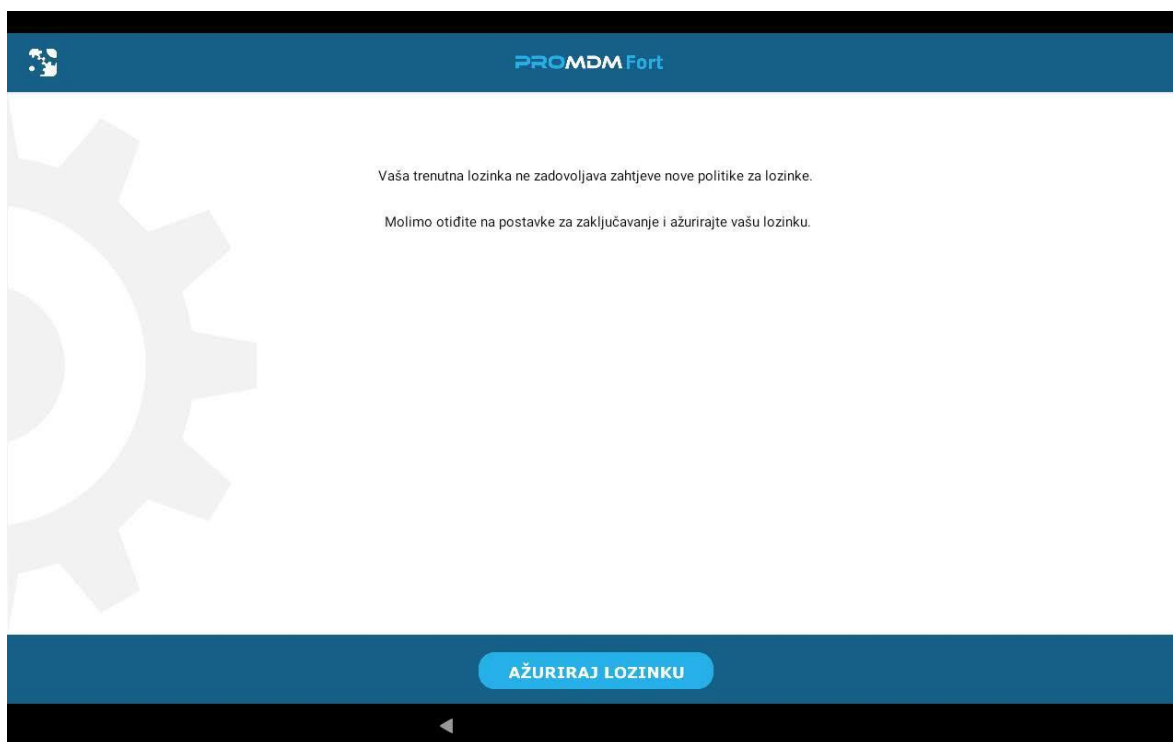 PROMDM Fort
Vaša trenutna lozinka ne zadovoljava zahtjeve nove politike za lozinke.
Molimo otiđite na postavke za zaključavanje i ažurirajte vašu lozinku.
AŽURIRAJ LOZINKU